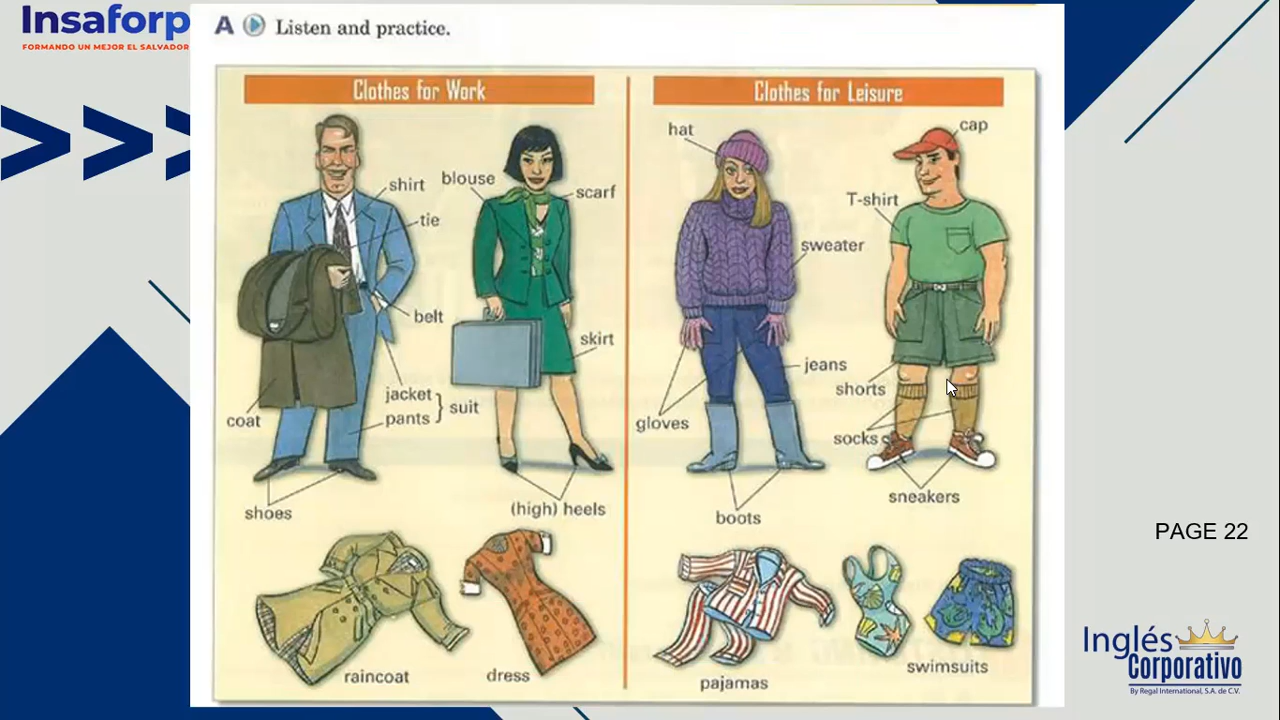 Insaforp
FORMANDO UN MEJOR EL SALVADOR
A Listen and practice.
Clothes for Work
shirt
tie
belt
jacket
pants
suit
coat
shoes
blouse
scarf
skirt
(high) heels
raincoat
dress
Clothes for Leisure
hat
sweater
jeans
gloves
boots
cap
T-shirt
shorts
socks
sneakers
pajamas
swimsuits
PAGE 22
Inglés
Corporativo
By Regal International, S.A. de C.V.